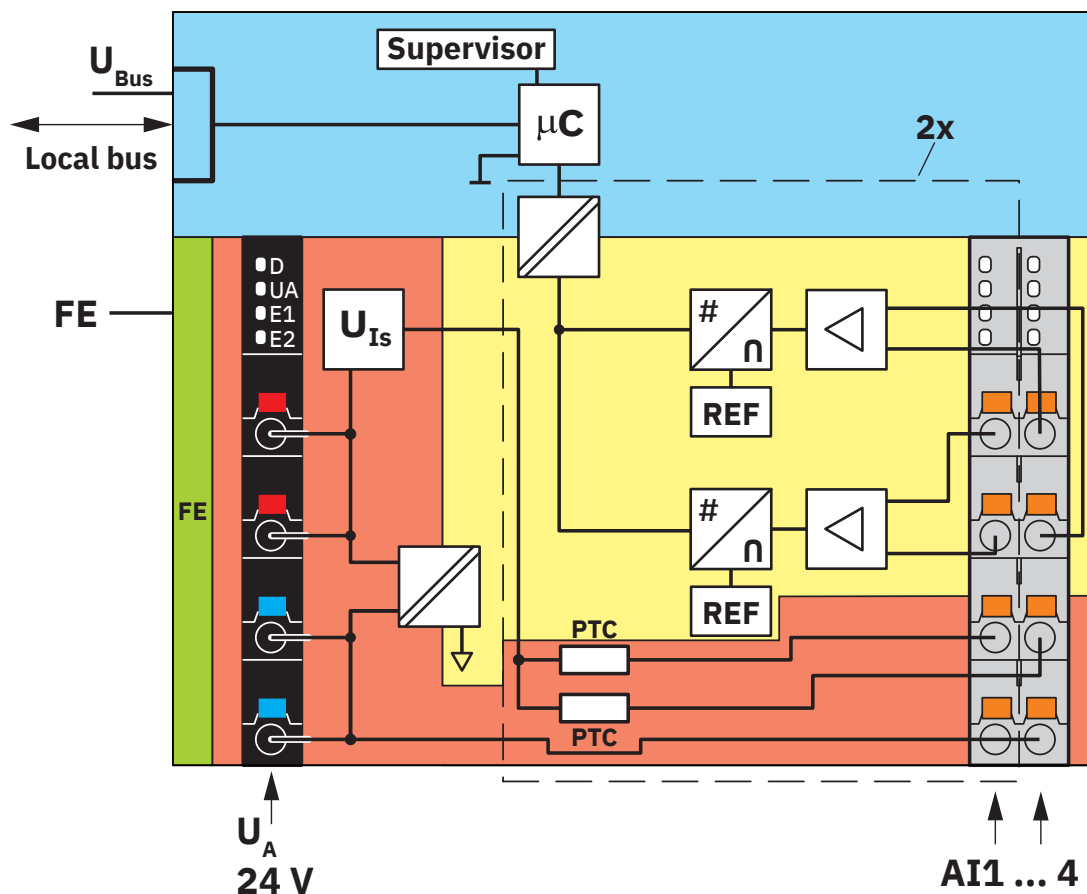 Supervisor
U Bus
µC
2x
Local bus
D
UA
E1
E2
FE
U Is
#
∩
REF
FE
#
∩
REF
PTC
PTC
U A
24 V
AI1 ... 4